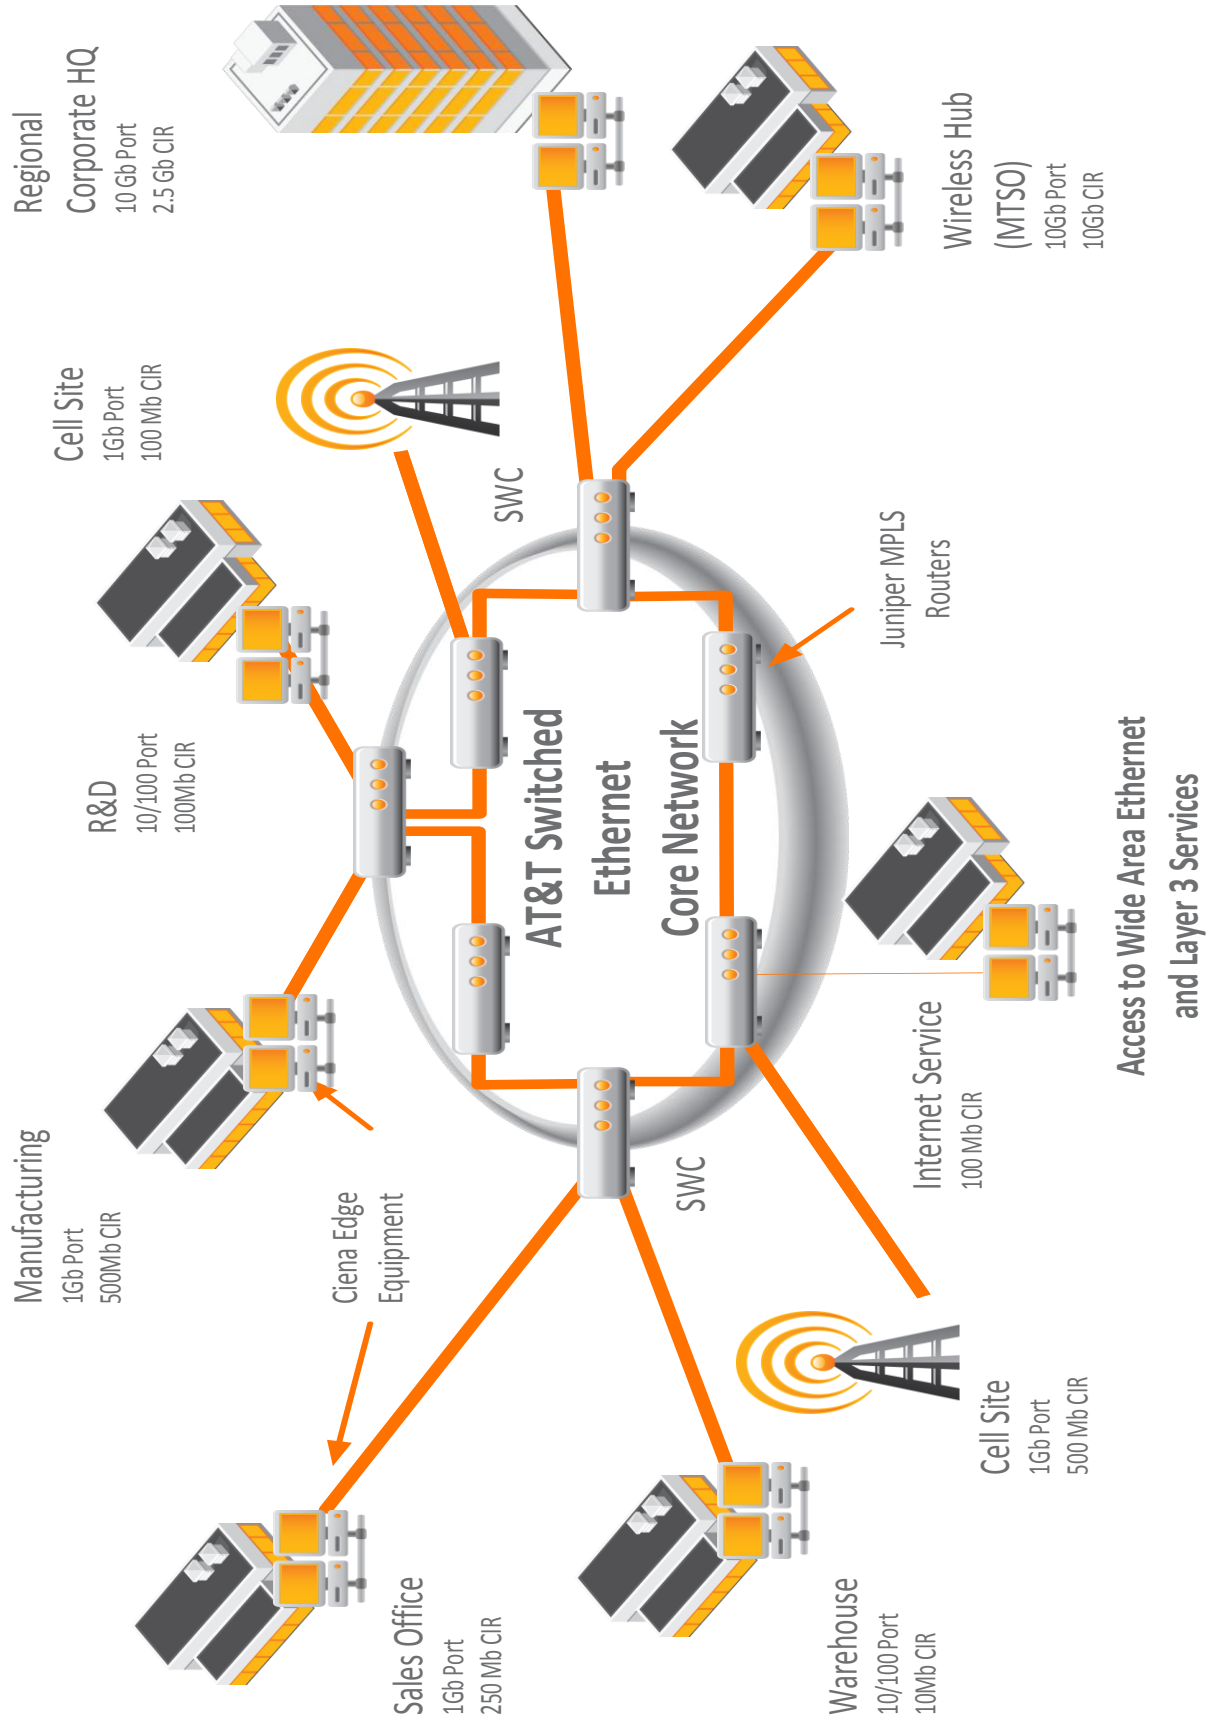 Manufacturing
1Gb Port
500Mb CIR
R&D
10/100 Port
100Mb CIR
Cell Site
1Gb Port
100 Mb CIR
Regional
Corporate HQ
10 Gb Port
2.5 Gb CIR
Ciena Edge
Equipment
Sales Office
1Gb Port
250 Mb CIR
SWC
SWC
AT&T Switched
Ethernet
Core Network
Juniper MPLS
Routers
Warehouse
10/100 Port
10Mb CIR
Cell Site
1Gb Port
500 Mb CIR
Internet Service
100 Mb CIR
Wireless Hub
(MTSO)
10Gb Port
10Gb CIR
Access to Wide Area Ethernet
and Layer 3 Services